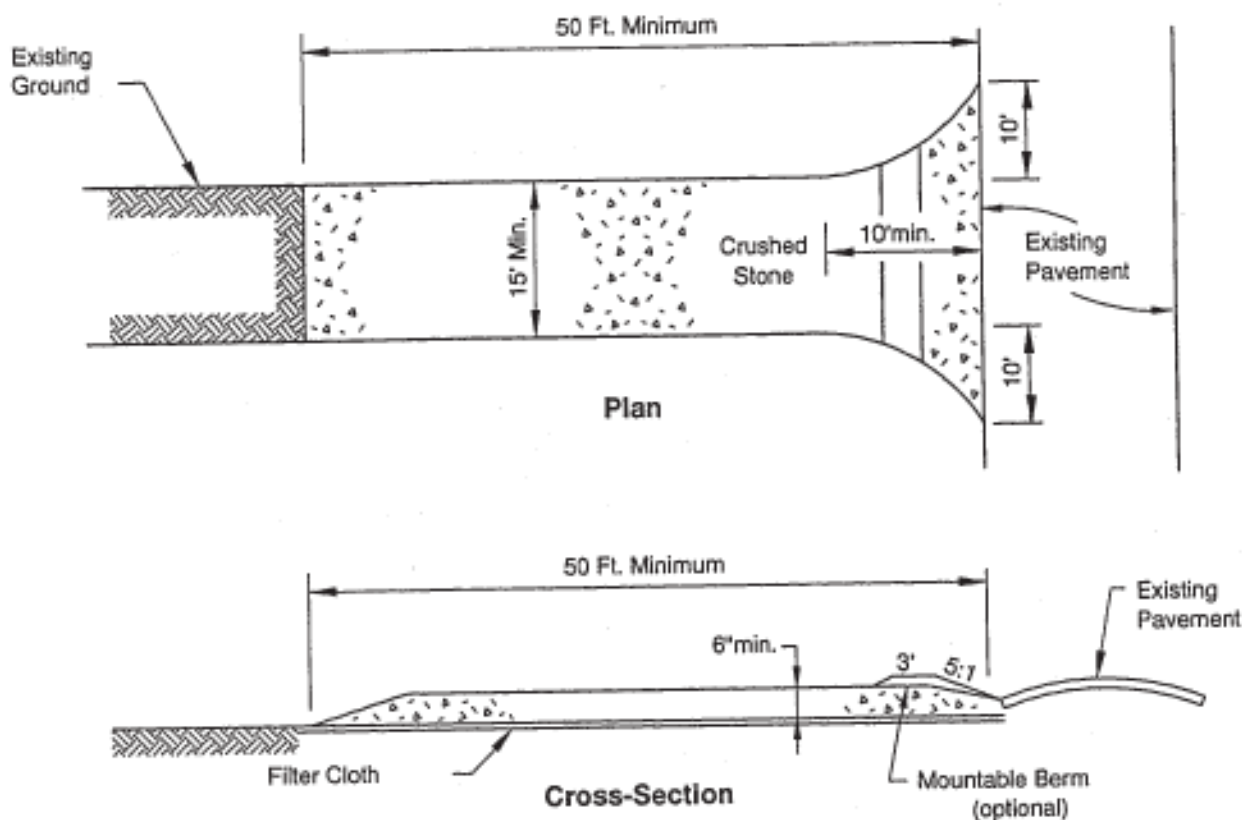 50 Ft. Minimum
Existing
Ground
10'
15' Min.
Crushed
Stone
10'min.
Existing
Pavement
10'
Plan
50 Ft. Minimum
Existing
Pavement
6"min.
3'
5:1
Filter Cloth
Mountable Berm
(optional)
Cross-Section